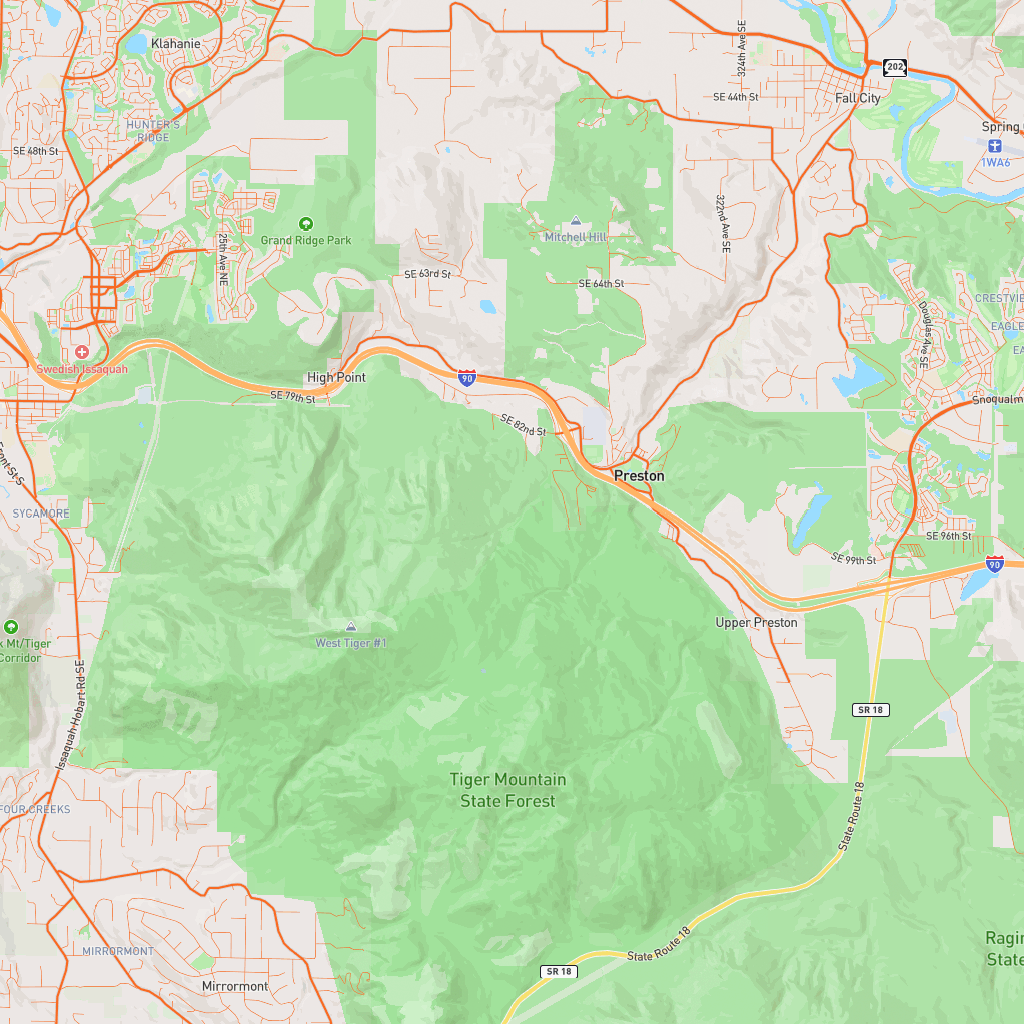 Klahanie
324th Ave SE
202
SE 44th St
Fall City
HUNTER'S
RIDGE
Spring
SE 48th St
1WA6
322nd Ave SE
Mitchell Hill
Grand Ridge Park
25th Ave NE
SE 63rd St
SE 64th St
CRESTVIE
Douglas Ave SE
EAGLE
EA
Swedish Issaquah
High Point
90
SE 79th St
Snoqualm
SE 82nd St
Front St S
Preston
SYCAMORE
SE 96th St
SE 99th St
90
Upper Preston
k Mt/Tiger
Corridor
West Tiger #1
Issaquah Hobart Rd SE
SR 18
Tiger Mountain
State Forest
FOUR CREEKS
State Route 18
MIRRORMONT
Ragin
State
State Route 18
SR 18
Mirrormont